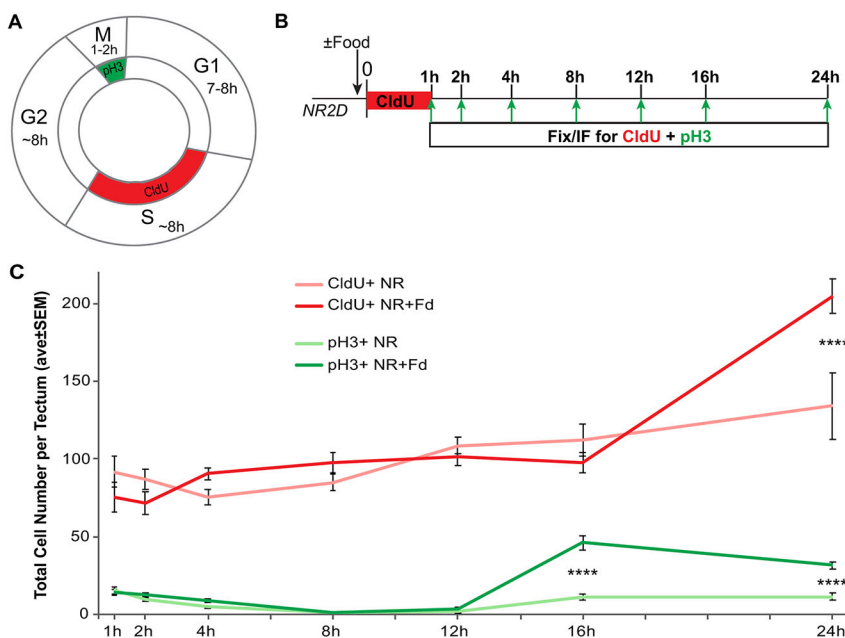 A
M
1-2h
pH3
G1
7-8h
G2
~8h
CldU
S
~8h
B
±Food
0
1h 2h 4h 8h 12h 16h 24h
CldU
NR2D
Fix/IF for CldU + pH3
C
Total Cell Number per Tectum (ave±SEM)
200
150
100
50
0
CldU+ NR
CldU+ NR+Fd
pH3+ NR
pH3+ NR+Fd
****
****
****
1h 2h 4h 8h 12h 16h 24h